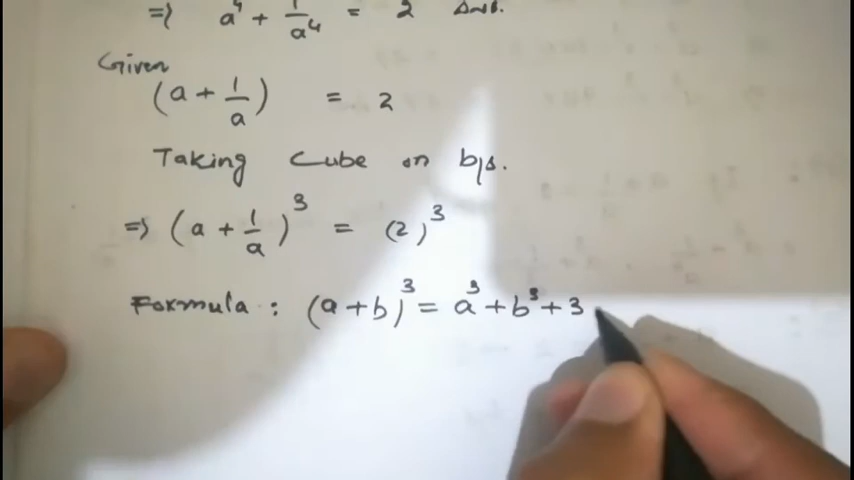 => a⁴ + 1/a⁴ = 2 Ans.
Given
(a + 1/a) = 2
Taking Cube on b/s.
=> (a + 1/a)³ = (2)³
Formula : (a + b)³ = a³ + b³ + 3